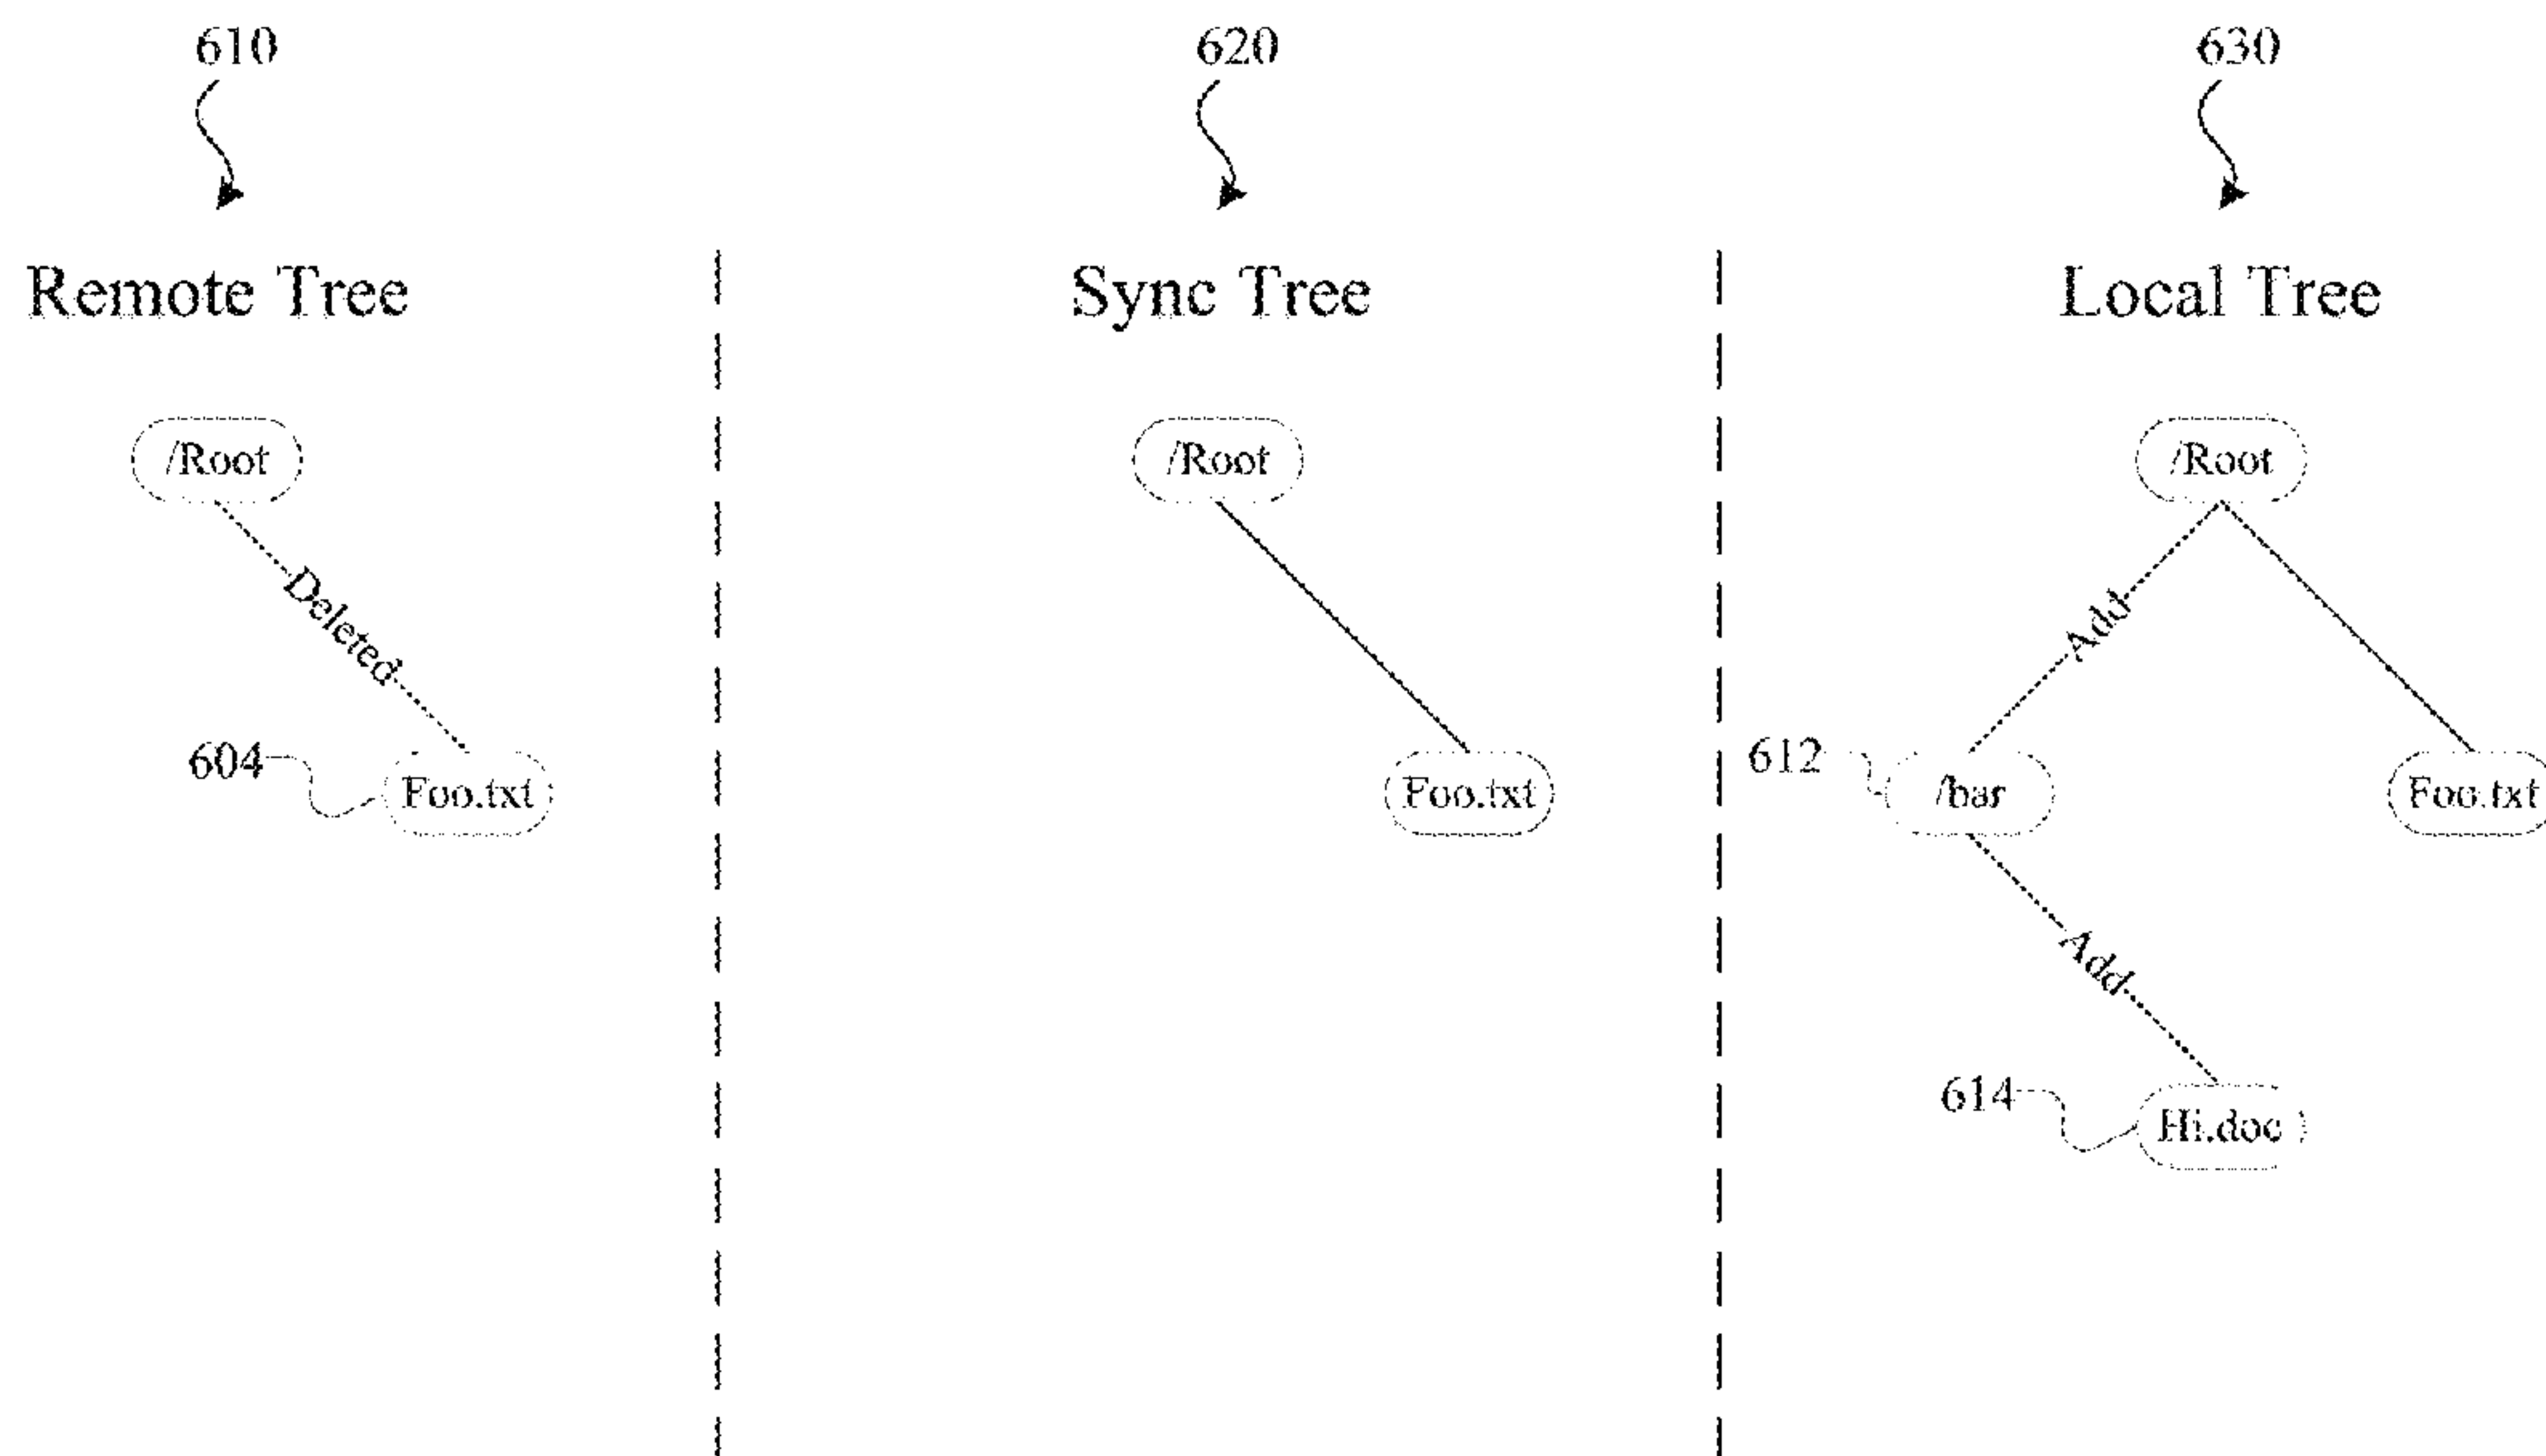 610
620
630
Remote Tree
Sync Tree
Local Tree
/Root
/Root
/Root
Deleted
Add
604
Foo.txt
Foo.txt
612
/bar
Foo.txt
Add
614
Hi.doc